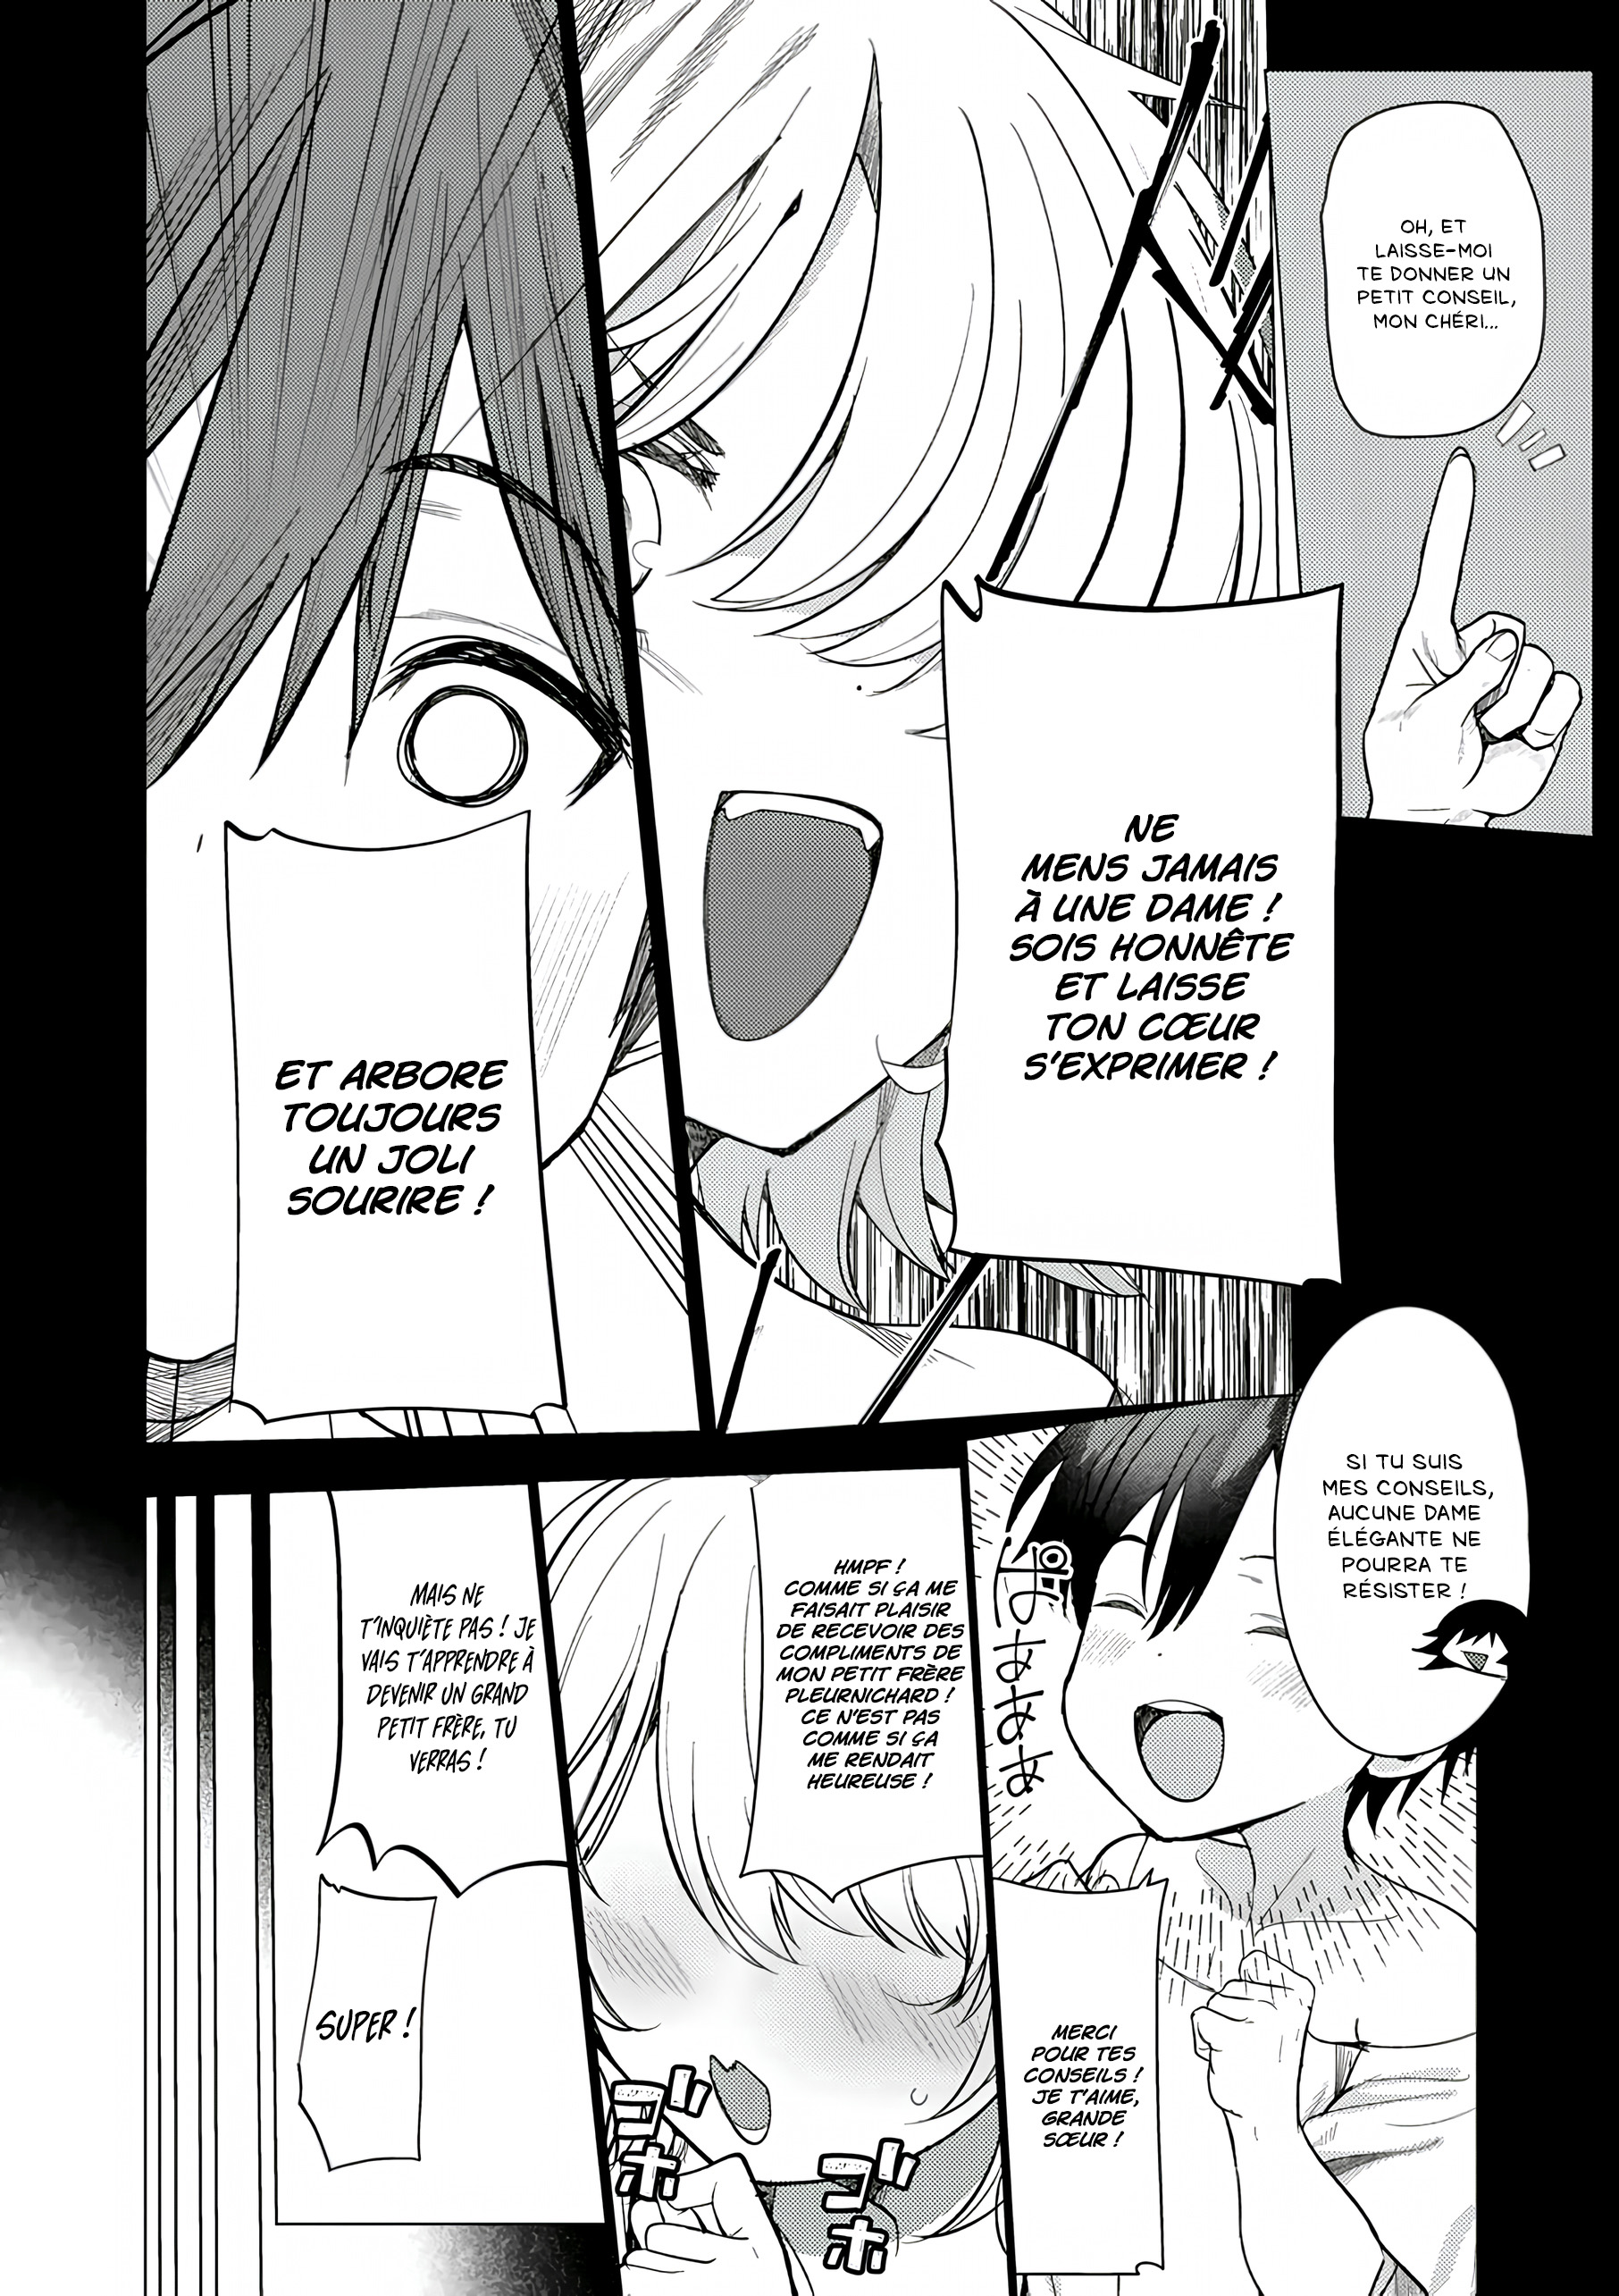 OH, ET
LAISSE-MOI
TE DONNER UN
PETIT CONSEIL,
MON CHÉRI...
NE
MENS JAMAIS
À UNE DAME !
SOIS HONNÊTE
ET LAISSE
TON CŒUR
S'EXPRIMER !
ET ARBORE
TOUJOURS
UN JOLI
SOURIRE !
SI TU SUIS
MES CONSEILS,
AUCUNE DAME
ÉLÉGANTE NE
POURRA TE
RÉSISTER !
MERCI
POUR TES
CONSEILS !
JE T'AIME,
GRANDE
SŒUR !
HMPF !
COMME SI ÇA ME
FAISAIT PLAISIR
DE RECEVOIR DES
COMPLIMENTS DE
MON PETIT FRÈRE
PLEURNICHARD !
CE N'EST PAS
COMME SI ÇA
ME RENDAIT
HEUREUSE !
ゴホ
ゴホ
MAIS NE
T'INQUIÈTE PAS ! JE
VAIS T'APPRENDRE À
DEVENIR UN GRAND
PETIT FRÈRE, TU
VERRAS !
SUPER !